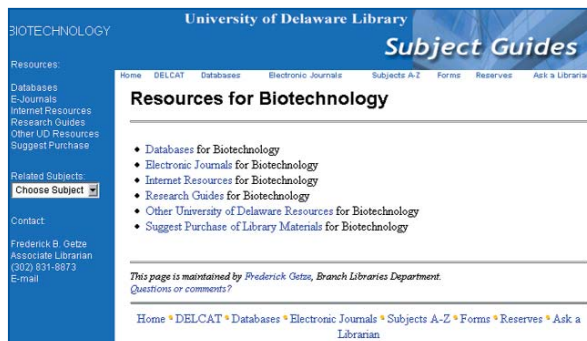 University of Delaware Library
Subject Guides
BIOTECHNOLOGY
Resources:
Databases
E-Journals
Internet Resources
Research Guides
Other UD Resources
Suggest Purchase
Related Subjects:
Choose Subject
Contact:
Frederick B. Getze
Associate Librarian
(302) 831-8873
E-mail
Home DELCAT Databases Electronic Journals Subjects A-Z Forms Reserves Ask a Librarian
Resources for Biotechnology
• Databases for Biotechnology
• Electronic Journals for Biotechnology
• Internet Resources for Biotechnology
• Research Guides for Biotechnology
• Other University of Delaware Resources for Biotechnology
• Suggest Purchase of Library Materials for Biotechnology
This page is maintained by Frederick Getze, Branch Libraries Department.
Questions or comments?
Home • DELCAT • Databases • Electronic Journals • Subjects A-Z • Forms • Reserves • Ask a
Librarian